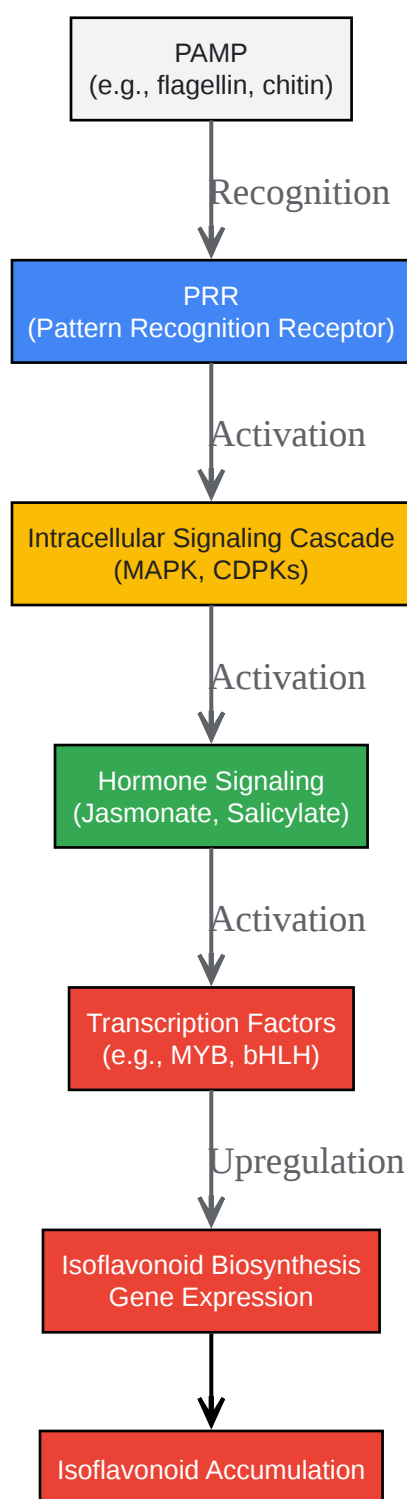 PAMP
(e.g., flagellin, chitin)
Recognition
PRR
(Pattern Recognition Receptor)
Activation
Intracellular Signaling Cascade
(MAPK, CDPKs)
Activation
Hormone Signaling
(Jasmonate, Salicylate)
Activation
Transcription Factors
(e.g., MYB, bHLH)
Upregulation
Isoflavonoid Biosynthesis
Gene Expression
Isoflavonoid Accumulation